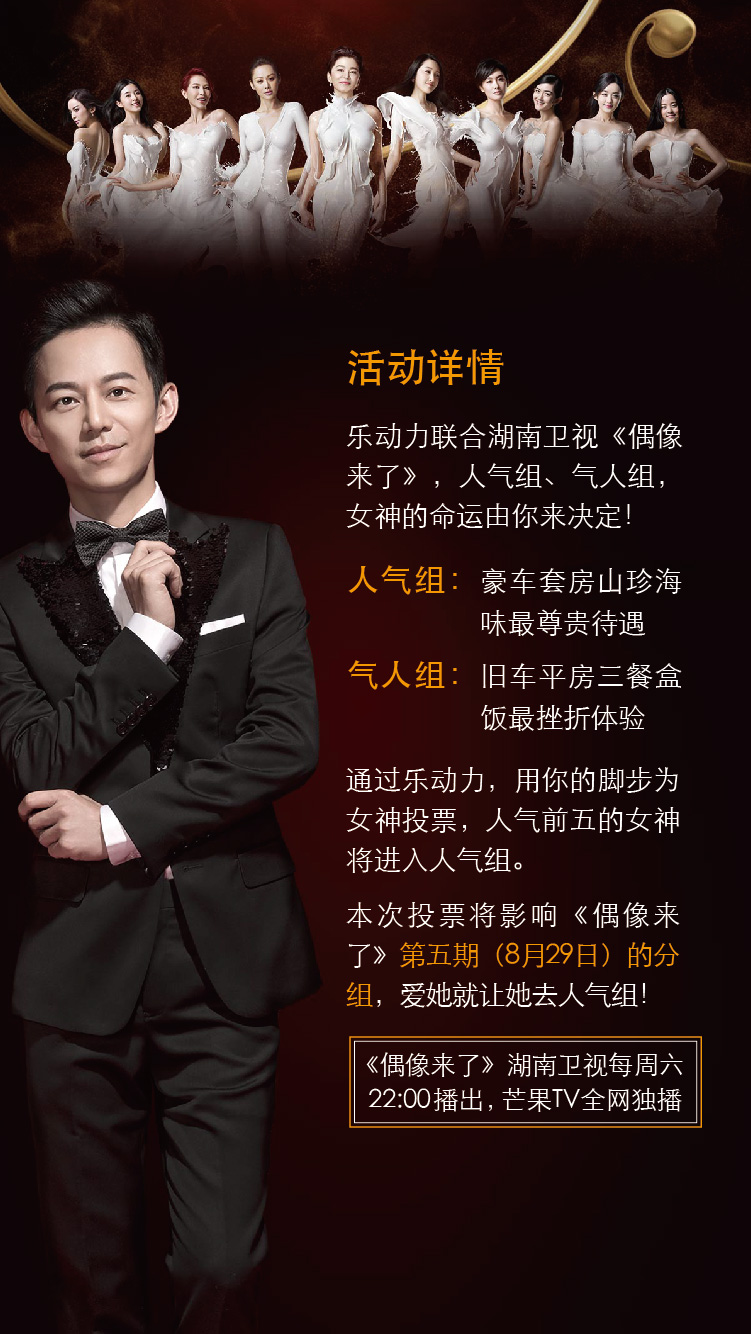 活动详情
乐动力联合湖南卫视《偶像
来了》，人气组、气人组，
女神的命运由你来决定！
人气组：豪车套房山珍海
味最尊贵待遇
气人组：旧车平房三餐盒
饭最挫折体验
通过乐动力，用你的脚步为
女神投票，人气前五的女神
将进入人气组。
本次投票将影响《偶像来
了》第五期（8月29日）的分
组，爱她就让她去人气组！
《偶像来了》湖南卫视每周六
22:00播出，芒果TV全网独播